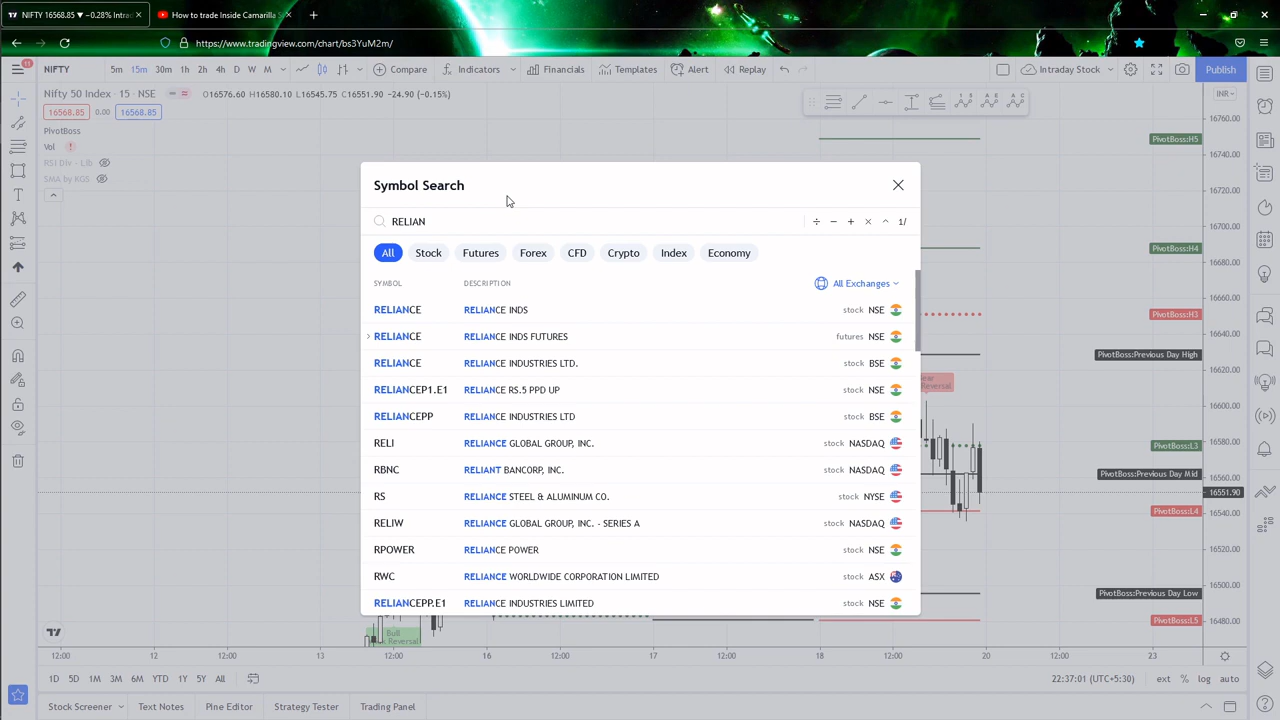 NIFTY 16568.85 ▼ −0.28% Intrad
How to trade Inside Camarilla
https://www.tradingview.com/chart/bs3YuM2m/
11
NIFTY 5m 15m 30m 1h 2h 4h D W M Compare Indicators Financials Templates Alert Replay Intraday Stock Publish
Nifty 50 Index · 15 · NSE O16576.60 H16580.10 L16545.75 C16551.90 −24.90 (−0.15%)
INR
16568.85 0.00 16568.85
PivotBoss
Vol
RSI Div - Lib
SMA by KGS
Symbol Search
RELIAN
÷ − + × ^ 1/
All Stock Futures Forex CFD Crypto Index Economy
SYMBOL DESCRIPTION All Exchanges
RELIANCE RELIANCE INDS stock NSE
RELIANCE RELIANCE INDS FUTURES futures NSE
RELIANCE RELIANCE INDUSTRIES LTD. stock BSE
RELIANCEP1.E1 RELIANCE RS.5 PPD UP stock NSE
RELIANCEPP RELIANCE INDUSTRIES LTD stock BSE
RELI RELIANCE GLOBAL GROUP, INC. stock NASDAQ
RBNC RELIANT BANCORP, INC. stock NASDAQ
RS RELIANCE STEEL & ALUMINUM CO. stock NYSE
RELIW RELIANCE GLOBAL GROUP, INC. - SERIES A stock NASDAQ
RPOWER RELIANCE POWER stock NSE
RWC RELIANCE WORLDWIDE CORPORATION LIMITED stock ASX
RELIANCEPP.E1 RELIANCE INDUSTRIES LIMITED stock NSE
16760.00
PivotBoss:H5
16740.00
16720.00
16700.00
PivotBoss:H4
16680.00
16660.00
PivotBoss:H3
16640.00
PivotBoss:Previous Day High
16620.00
Reversal
16600.00
16580.00
PivotBoss:L3
PivotBoss:Previous Day Mid
16560.00
16551.90
PivotBoss:L4
16540.00
16520.00
16500.00
PivotBoss:Previous Day Low
PivotBoss:L5
16480.00
Bull
Reversal
12:00 12 12:00 13 12:00 16 12:00 17 12:00 18 12:00 20 12:00 23
1D 5D 1M 3M 6M YTD 1Y 5Y All 22:37:01 (UTC+5:30) ext % log auto
Stock Screener Text Notes Pine Editor Strategy Tester Trading Panel